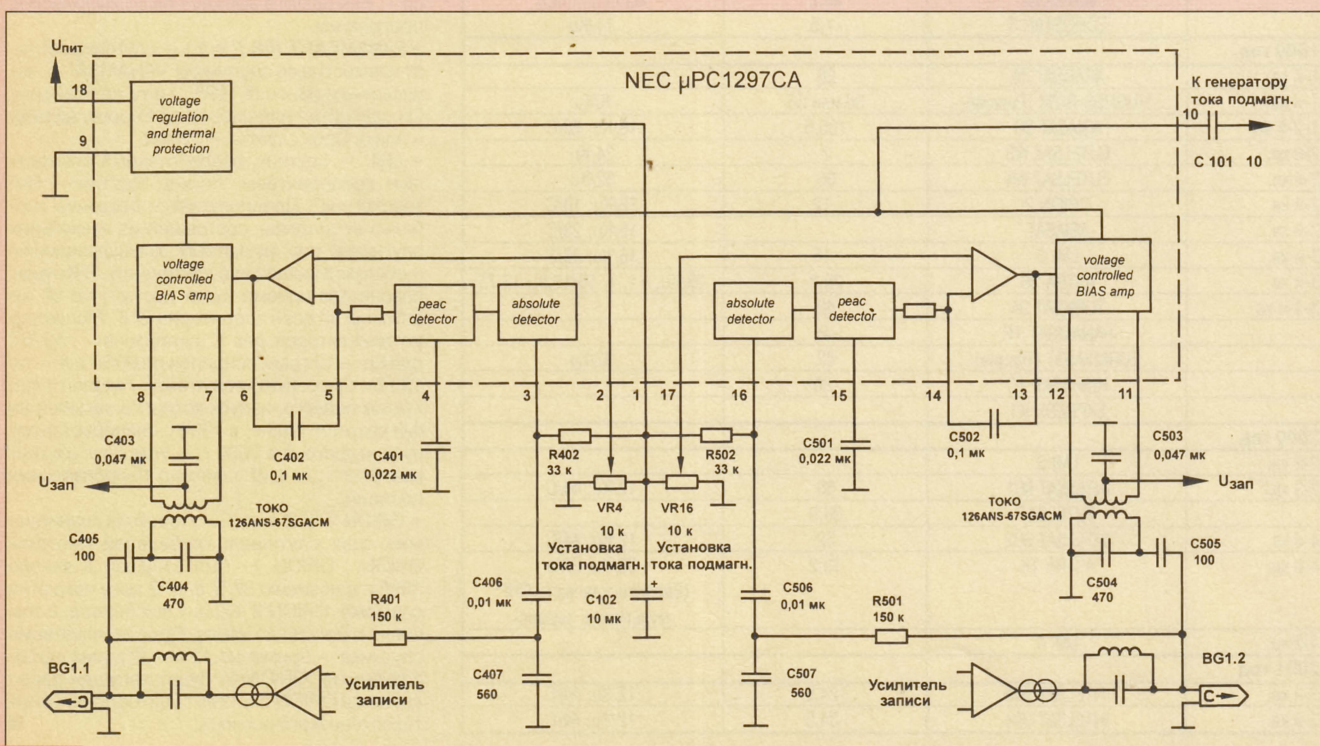 Uпит
NEC µPC1297CA
К генератору
тока подмагн.
18
9
voltage
regulation
and thermal
protection
10
C 101 10
voltage
controlled
BIAS amp
peac
detector
absolute
detector
absolute
detector
peac
detector
voltage
controlled
BIAS amp
8 7 6 5 4 3 2 1 17 16 15 14 13 12 11
C403
0,047 мк
C402
0,1 мк
C401
0,022 мк
R402
33 к
R502
33 к
C501
0,022 мк
C502
0,1 мк
C503
0,047 мк
Uзап
Uзап
TOKO
126ANS-67SGACM
VR4
10 к
Установка
тока подмагн.
VR16
10 к
Установка
тока подмагн.
TOKO
126ANS-67SGACM
C405
100
C404
470
C406
0,01 мк
C102
10 мк
+
C506
0,01 мк
C504
470
C505
100
R401
150 к
R501
150 к
BG1.1
Усилитель
записи
C407
560
C507
560
Усилитель
записи
BG1.2